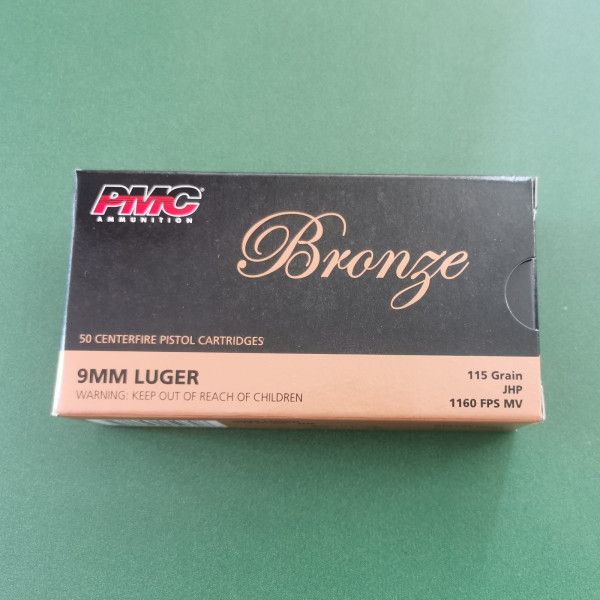 PMC®
AMMUNITION
Bronze
50 CENTERFIRE PISTOL CARTRIDGES
9MM LUGER
WARNING: KEEP OUT OF REACH OF CHILDREN
115 Grain
JHP
1160 FPS MV